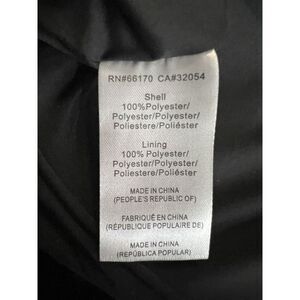 RN#66170 CA#32054
Shell
100%Polyester/
Polyester/Polyester/
Poliestere/Poliéster
Lining
100% Polyester/
Polyester/Polyester/
Poliestere/Poliéster
MADE IN CHINA
(PEOPLE'S REPUBLIC OF)
FABRIQUÉ EN CHINA
(RÉPUBLIQUE POPULAIRE DE)
MADE IN CHINA
(REPÚBLICA POPULAR)